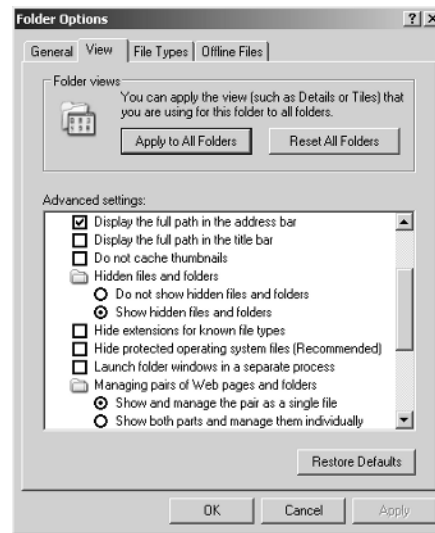 Folder Options
General View File Types Offline Files
Folder views
You can apply the view (such as Details or Tiles) that
you are using for this folder to all folders.
Apply to All Folders Reset All Folders
Advanced settings:
Display the full path in the address bar
Display the full path in the title bar
Do not cache thumbnails
Hidden files and folders
Do not show hidden files and folders
Show hidden files and folders
Hide extensions for known file types
Hide protected operating system files (Recommended)
Launch folder windows in a separate process
Managing pairs of Web pages and folders
Show and manage the pair as a single file
Show both parts and manage them individually
Restore Defaults
OK Cancel Apply